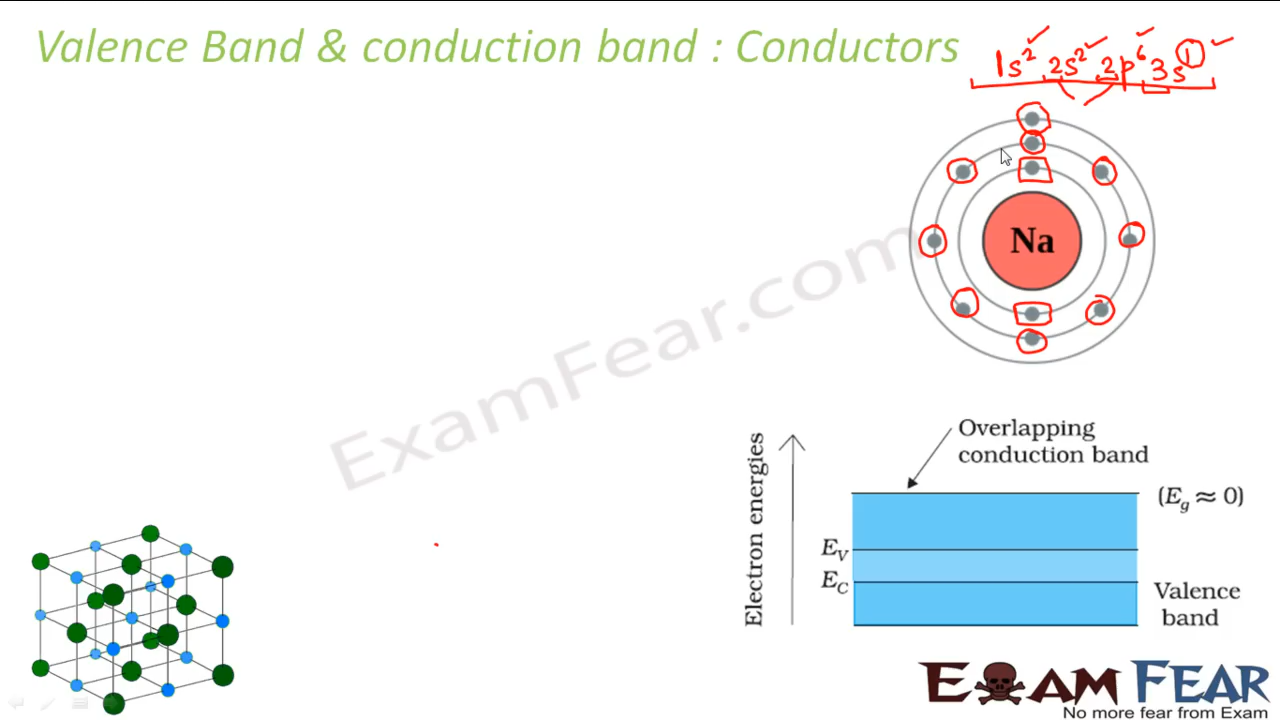 Valence Band & conduction band : Conductors
1s² 2s² 2p⁶ 3s¹
Na
ExamFear.com
Overlapping
conduction band
(Eg ≈ 0)
Electron energies
EV
EC
Valence
band
EXAM FEAR
No more fear from Exam